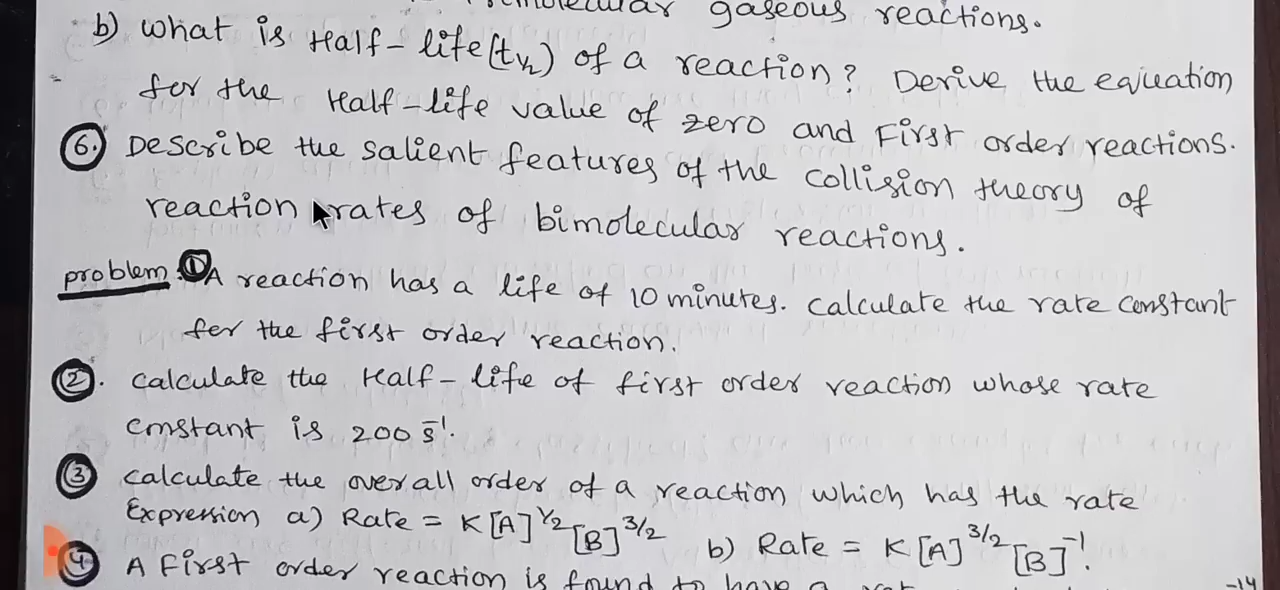 gaseous reactions.
b) what is Half-life(t½) of a reaction? Derive the equation
for the Half-life value of zero and First order reactions.
6. Describe the salient features of the collision theory of
reaction rates of bimolecular reactions.
problem ① A reaction has a life of 10 minutes. calculate the rate constant
for the first order reaction.
②. calculate the Half-life of first order reaction whose rate
constant is 200 s⁻¹.
③ calculate the overall order of a reaction which has the rate
Expression a) Rate = K[A]^1/2 [B]^3/2 b) Rate = K[A]^3/2 [B]^-1.
④ A First order reaction is found to have a
-14